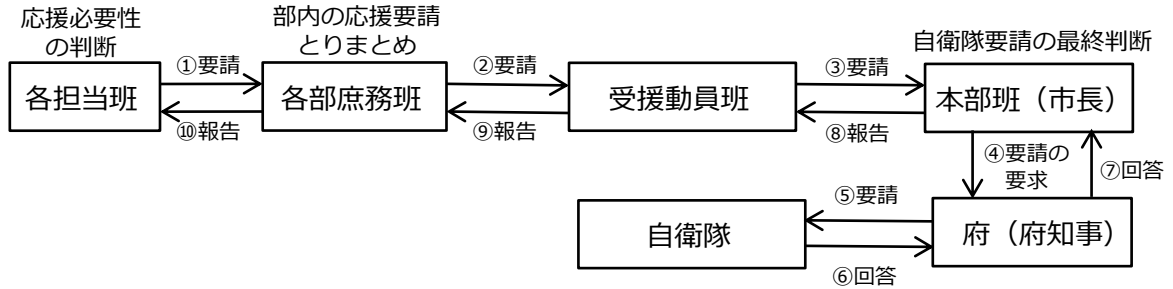 応援必要性
の判断
部内の応援要請
とりまとめ
自衛隊要請の最終判断
各担当班
①要請
⑩報告
各部庶務班
②要請
⑨報告
受援動員班
③要請
⑧報告
本部班（市長）
④要請の
要求
⑦回答
自衛隊
⑤要請
⑥回答
府（府知事）